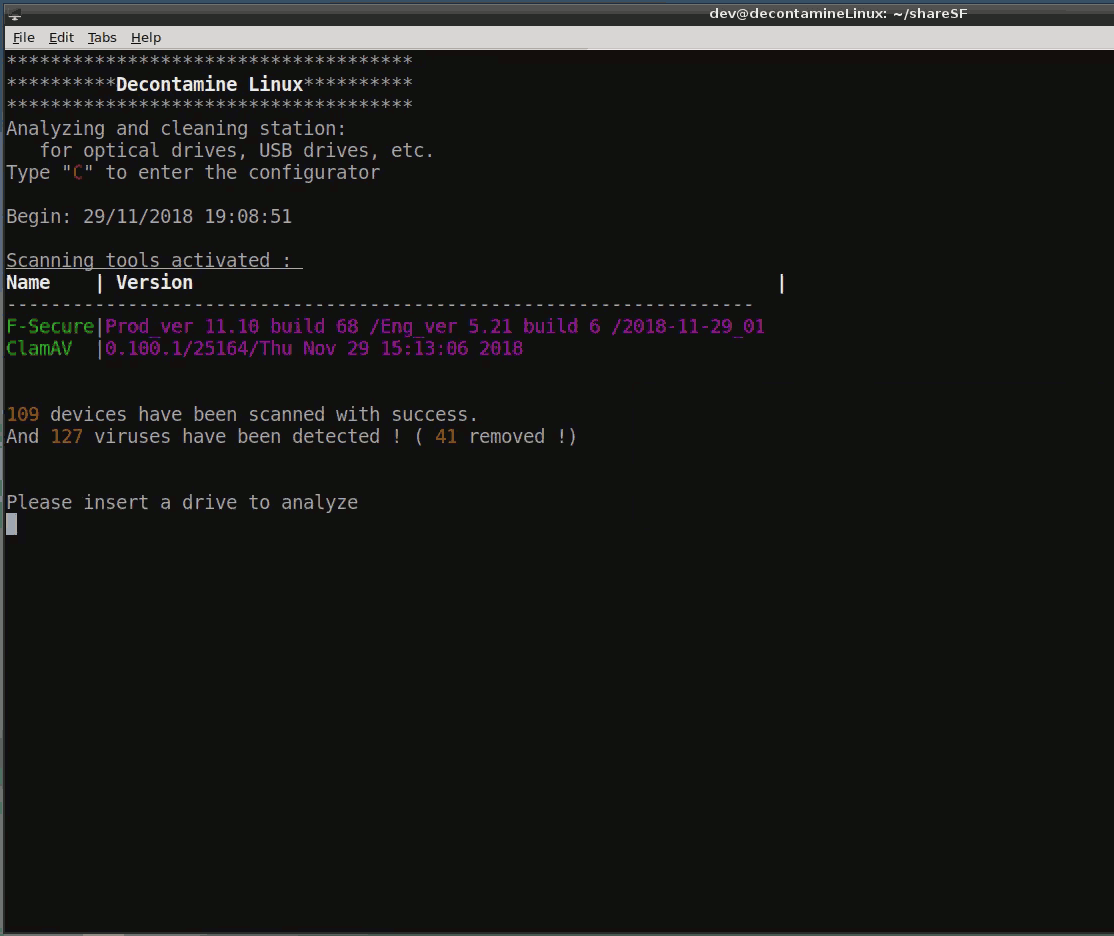 dev@decontamineLinux: ~/shareSF
File Edit Tabs Help
*************************************
**********Decontamine Linux**********
*************************************
Analyzing and cleaning station:
   for optical drives, USB drives, etc.
Type "C" to enter the configurator
Begin: 29/11/2018 19:08:51
Scanning tools activated :
Name    | Version                                                     |
--------------------------------------------------------------------
F-Secure|Prod_ver 11.10 build 68 /Eng_ver 5.21 build 6 /2018-11-29_01
ClamAV  |0.100.1/25164/Thu Nov 29 15:13:06 2018
109 devices have been scanned with success.
And 127 viruses have been detected ! ( 41 removed !)
Please insert a drive to analyze